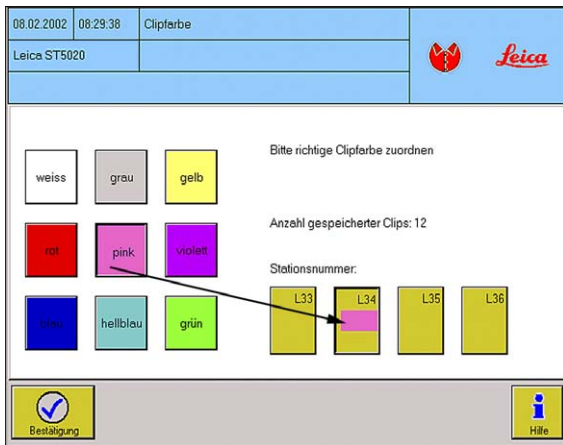 08.02.2002 08:29:38 Clipfarbe
Leica ST5020
Leica
Bitte richtige Clipfarbe zuordnen
weiss grau gelb
Anzahl gespeicherter Clips: 12
rot pink violett
Stationsnummer:
L33 L34 L35 L36
blau hellblau grün
Bestätigung
Hilfe